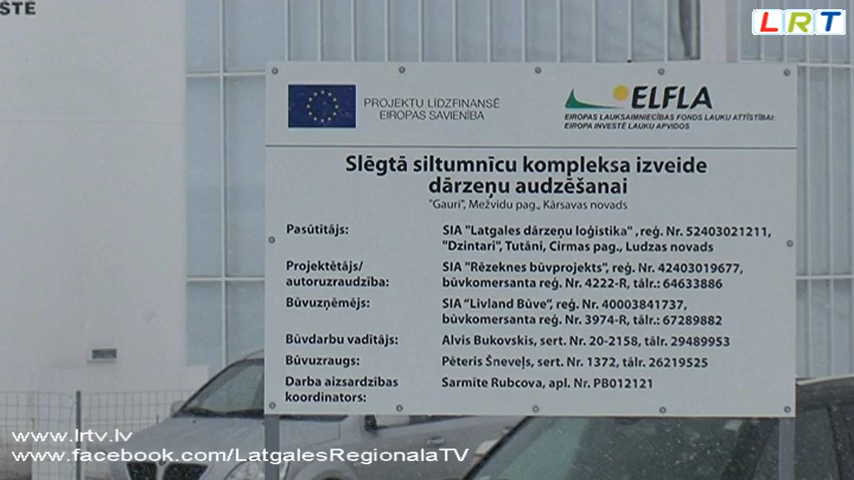 STĒ
LRT
PROJEKTU LĪDZFINANSĒ
EIROPAS SAVIENĪBA
ELFLA
EIROPAS LAUKSAIMNIECĪBAS FONDS LAUKU ATTĪSTĪBAI:
EIROPA INVESTĒ LAUKU APVIDOS
Slēgtā siltumnīcu kompleksa izveide
dārzeņu audzēšanai
"Gauri", Mežvidu pag., Kārsavas novads
Pasūtītājs: SIA "Latgales dārzeņu loģistika" , reģ. Nr. 52403021211,
"Dzintari", Tutāni, Cirmas pag., Ludzas novads
Projektētājs/ SIA "Rēzeknes būvprojekts", reģ. Nr. 42403019677,
autoruzraudzība: būvkomersanta reģ. Nr. 4222-R, tālr.: 64633886
Būvuzņēmējs: SIA "Livland Būve", reģ. Nr. 40003841737,
būvkomersanta reģ. Nr. 3974-R, tālr.: 67289882
Būvdarbu vadītājs: Alvis Bukovskis, sert. Nr. 20-2158, tālr. 29489953
Būvuzraugs: Pēteris Šneveļs, sert. Nr. 1372, tālr. 26219525
Darba aizsardzības Sarmīte Rubcova, apl. Nr. PB012121
koordinators:
www.lrtv.lv
www.facebook.com/LatgalesRegionalaTV